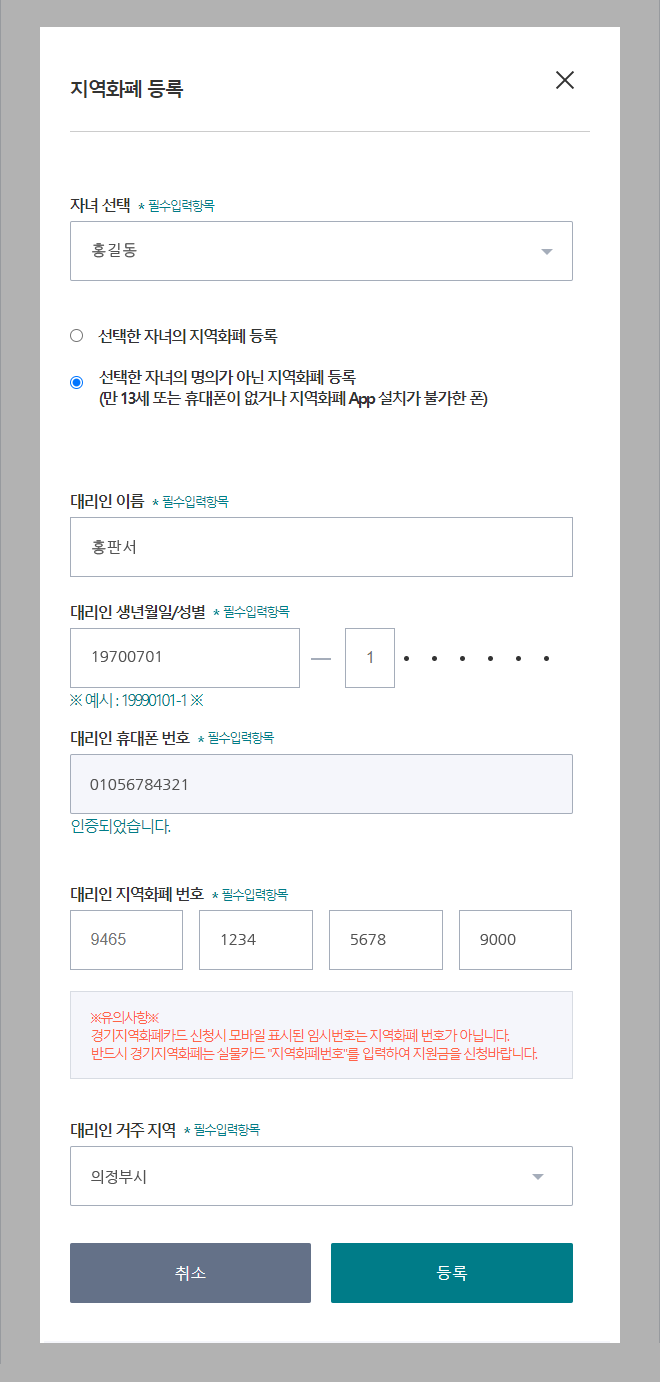 지역화폐 등록
자녀 선택 * 필수입력항목
홍길동
선택한 자녀의 지역화폐 등록
선택한 자녀의 명의가 아닌 지역화폐 등록
(만 13세 또는 휴대폰이 없거나 지역화폐 App 설치가 불가한 폰)
대리인 이름 * 필수입력항목
홍판서
대리인 생년월일/성별 * 필수입력항목
19700701 — 1 • • • • • •
※ 예시 : 19990101-1 ※
대리인 휴대폰 번호 * 필수입력항목
01056784321
인증되었습니다.
대리인 지역화폐 번호 * 필수입력항목
9465 1234 5678 9000
※유의사항※
경기지역화폐카드 신청시 모바일 표시된 임시번호는 지역화폐 번호가 아닙니다.
반드시 경기지역화폐는 실물카드 "지역화폐번호"를 입력하여 지원금을 신청바랍니다.
대리인 거주 지역 * 필수입력항목
의정부시
취소 등록